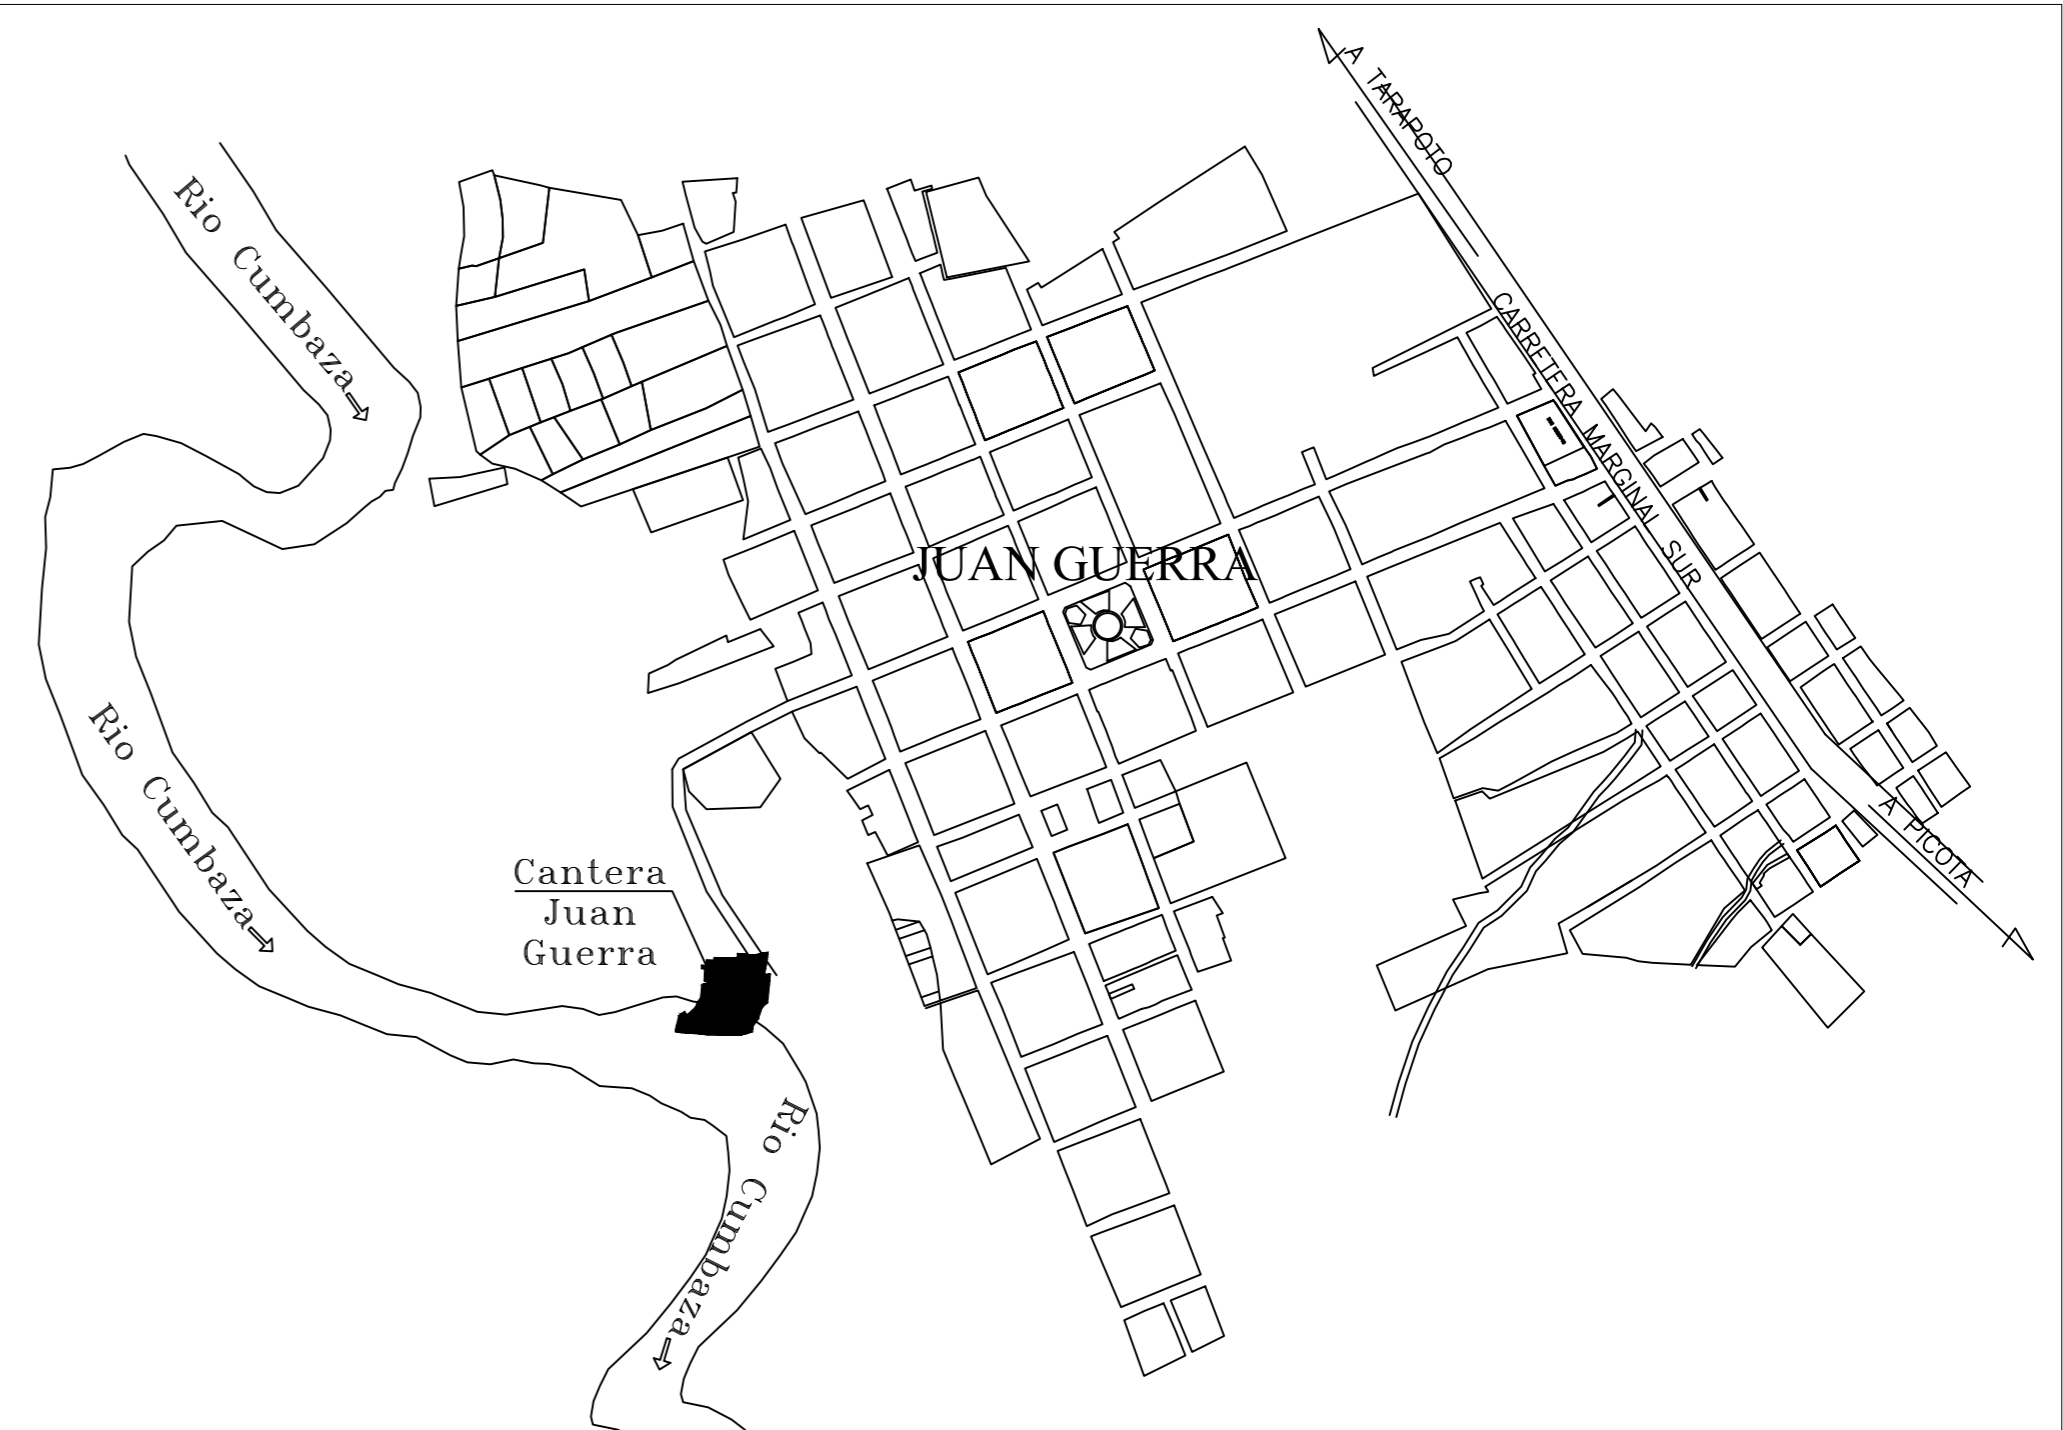 A TARAPOTO
Rio Cumbaza
CARRETERA MARGINAL SUR
JUAN GUERRA
Rio Cumbaza
A PICOTA
Cantera
Juan
Guerra
Rio Cumbaza